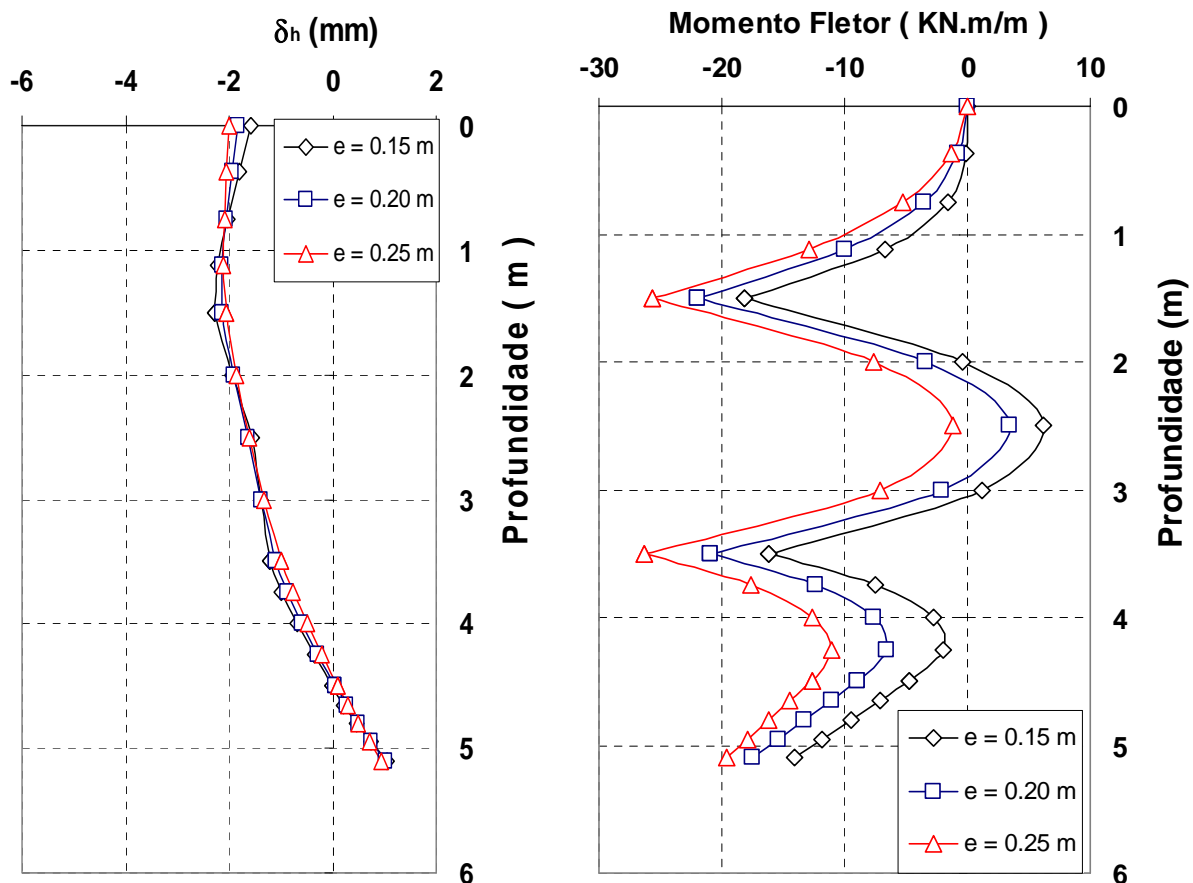 δh (mm)
-6 -4 -2 0 2
0
1
2
3
4
5
6
Profundidade ( m )
e = 0.15 m
e = 0.20 m
e = 0.25 m
Momento Fletor ( KN.m/m )
-30 -20 -10 0 10
0
1
2
3
4
5
6
Profundidade (m)
e = 0.15 m
e = 0.20 m
e = 0.25 m